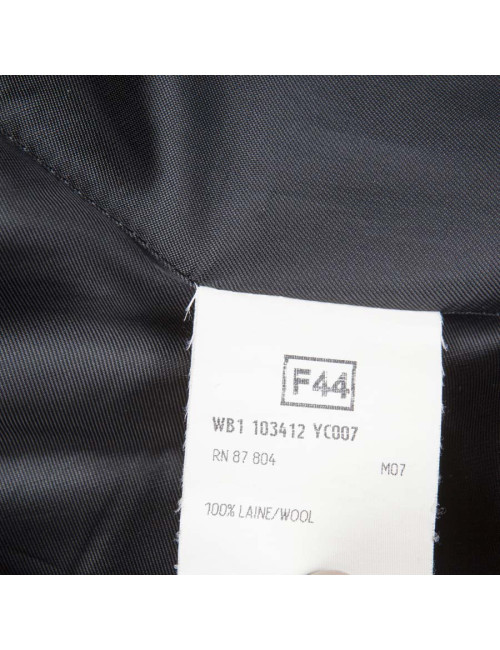 F44
WB1 103412 YC007
RN 87 804
M07
100% LAINE/WOOL